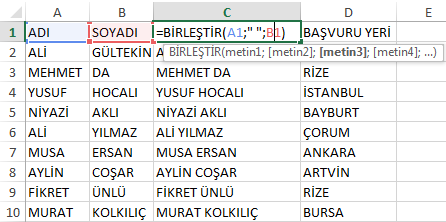 A B C D E
1 ADI SOYADI =BİRLEŞTİR(A1;" ";B1) BAŞVURU YERİ
2 ALİ GÜLTEKİN A
BİRLEŞTİR(metin1; [metin2]; [metin3]; [metin4]; ...)
3 MEHMET DA MEHMET DA RİZE
4 YUSUF HOCALI YUSUF HOCALI İSTANBUL
5 NİYAZİ AKLI NİYAZİ AKLI BAYBURT
6 ALİ YILMAZ ALİ YILMAZ ÇORUM
7 MUSA ERSAN MUSA ERSAN ANKARA
8 AYLİN COŞAR AYLİN COŞAR ARTVİN
9 FİKRET ÜNLÜ FİKRET ÜNLÜ RİZE
10 MURAT KOLKILIÇ MURAT KOLKILIÇ BURSA